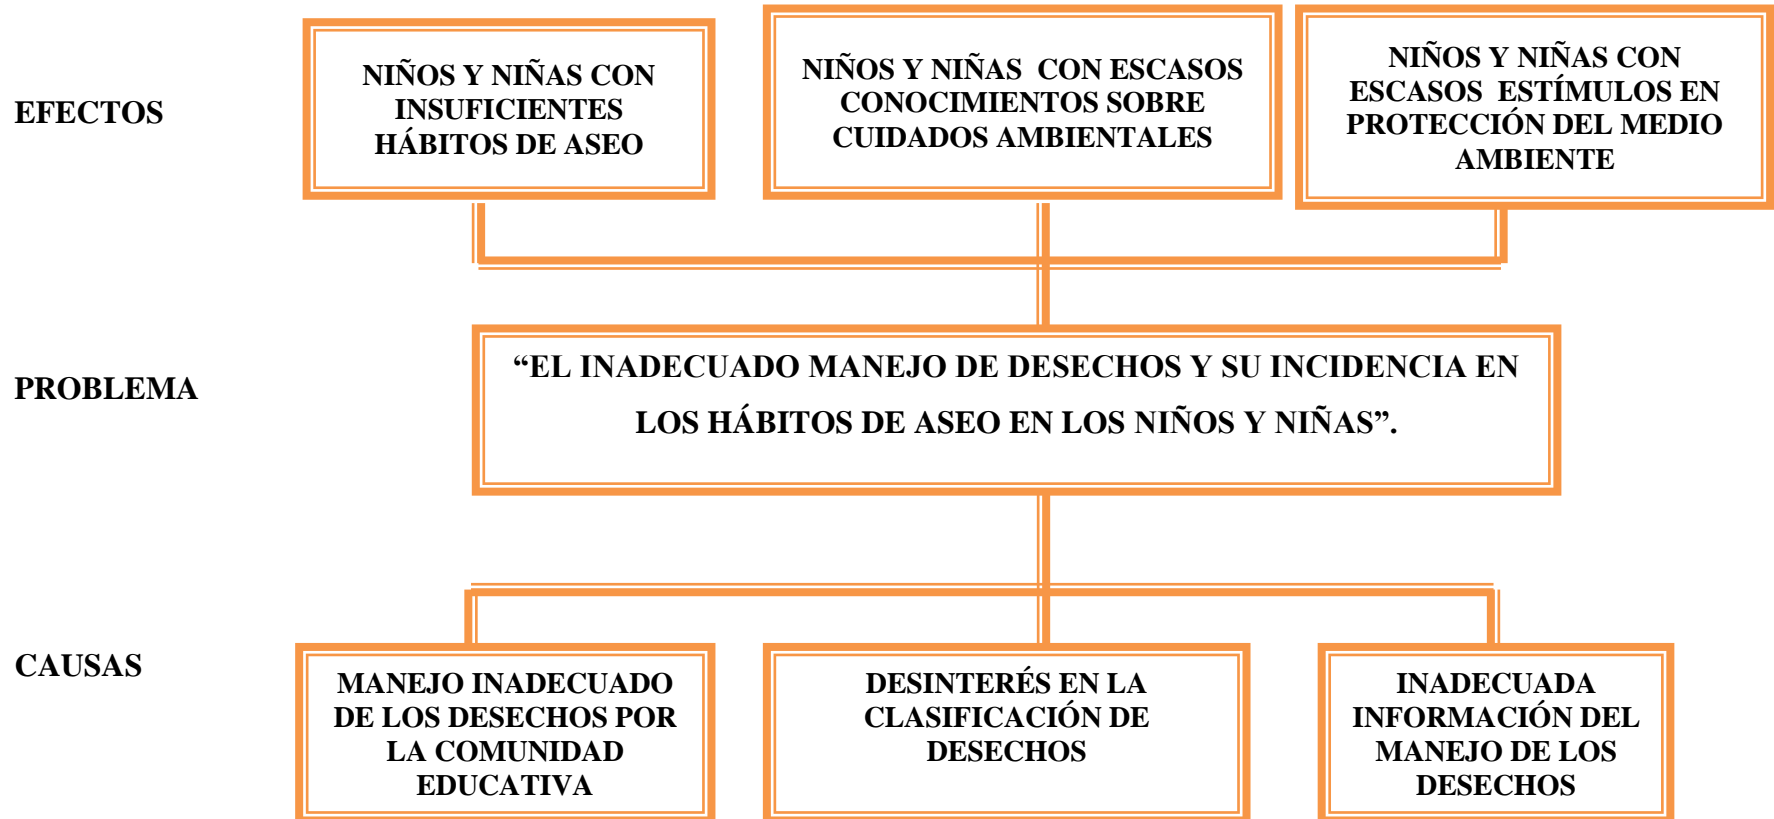 EFECTOS
NIÑOS Y NIÑAS CON
INSUFICIENTES
HÁBITOS DE ASEO
NIÑOS Y NIÑAS CON ESCASOS
CONOCIMIENTOS SOBRE
CUIDADOS AMBIENTALES
NIÑOS Y NIÑAS CON
ESCASOS ESTÍMULOS EN
PROTECCIÓN DEL MEDIO
AMBIENTE
PROBLEMA
“EL INADECUADO MANEJO DE DESECHOS Y SU INCIDENCIA EN
LOS HÁBITOS DE ASEO EN LOS NIÑOS Y NIÑAS”.
CAUSAS
MANEJO INADECUADO
DE LOS DESECHOS POR
LA COMUNIDAD
EDUCATIVA
DESINTERÉS EN LA
CLASIFICACIÓN DE
DESECHOS
INADECUADA
INFORMACIÓN DEL
MANEJO DE LOS
DESECHOS